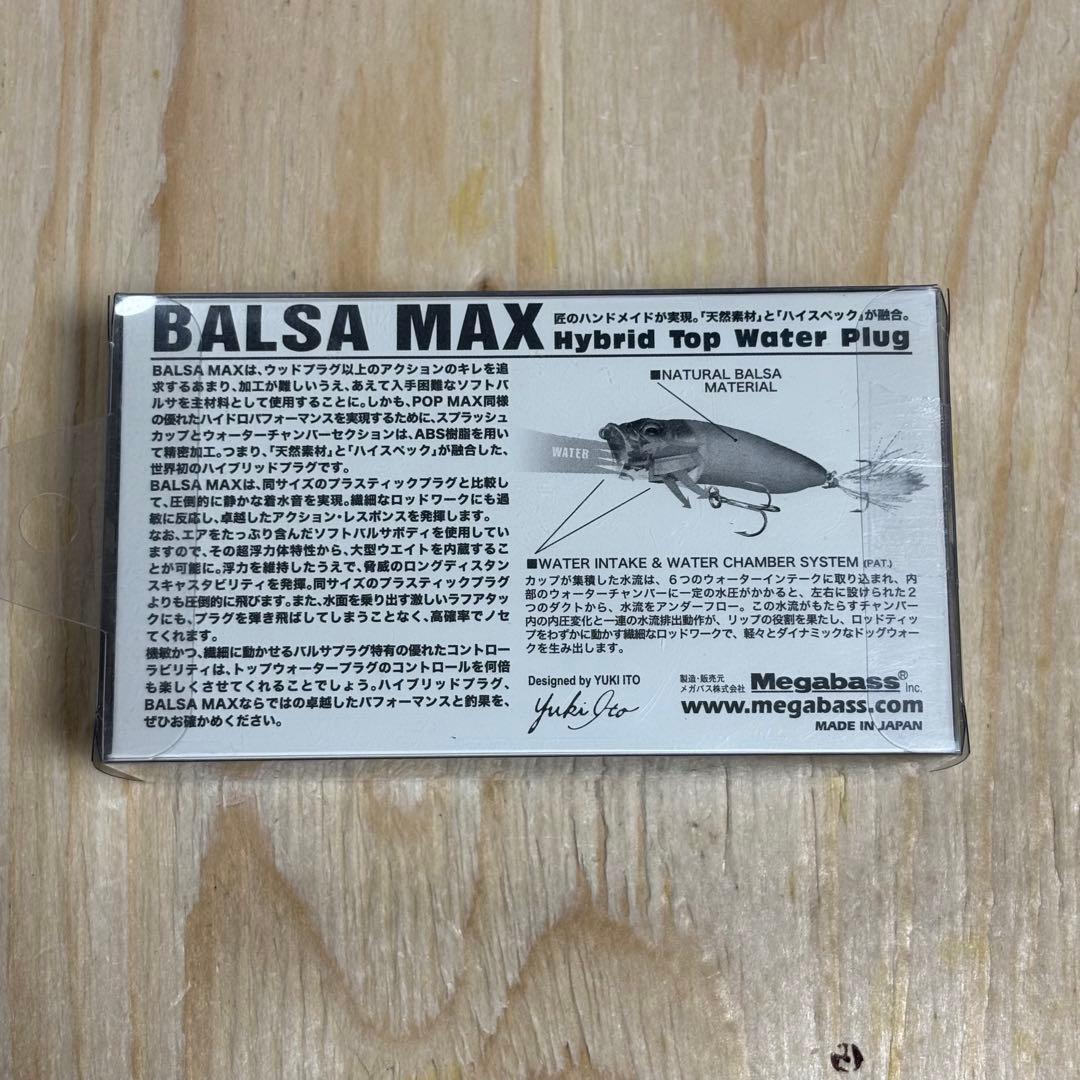 BALSA MAX
匠のハンドメイドが実現。「天然素材」と「ハイスペック」が融合。
Hybrid Top Water Plug
BALSA MAXは、ウッドプラグ以上のアクションのキレを追
求するあまり、加工が難しいうえ、あえて入手困難なソフトバ
ルサを主材料として使用することに。しかも、POP MAX同様
の優れたハイドロパフォーマンスを実現するために、スプラッシュ
カップとウォーターチャンバーセクションは、ABS樹脂を用い
て精密加工。つまり、「天然素材」と「ハイスペック」が融合した、
世界初のハイブリッドプラグです。
BALSA MAXは、同サイズのプラスティックプラグと比較し
て、圧倒的に静かな着水音を実現。繊細なロッドワークにも過
敏に反応し、卓越したアクション・レスポンスを発揮します。
なお、エアをたっぷり含んだソフトバルサボディを使用してい
ますので、その超浮力体特性から、大型ウエイトを内蔵するこ
とが可能に。浮力を維持したうえで、脅威のロングディスタン
スキャスタビリティを発揮。同サイズのプラスティックプラグ
よりも圧倒的に飛びます。また、水面を乗り出す激しいラフアタッ
クにも、プラグを弾き飛ばしてしまうことなく、高確率でノセ
てくれます。
機敏かつ、繊細に動かせるバルサプラグ特有の優れたコントロー
ラビリティは、トップウォータープラグのコントロールを何倍
も楽しくさせてくれることでしょう。ハイブリッドプラグ、
BALSA MAXならではの卓越したパフォーマンスと釣果を、
ぜひお確かめください。
■NATURAL BALSA
MATERIAL
WATER
■WATER INTAKE & WATER CHAMBER SYSTEM (PAT.)
カップが集積した水流は、6つのウォーターインテークに取り込まれ、内
部のウォーターチャンバーに一定の水圧がかかると、左右に設けられた2
つのダクトから、水流をアンダーフロー。この水流がもたらすチャンバー
内の内圧変化と一連の水流排出動作が、リップの役割を果たし、ロッドティッ
プをわずかに動かす繊細なロッドワークで、軽々とダイナミックなドッグウォー
クを生み出します。
Designed by YUKI ITO
Yuki Ito
製造・販売元
メガバス株式会社
Megabass® Inc.
www.megabass.com
MADE IN JAPAN